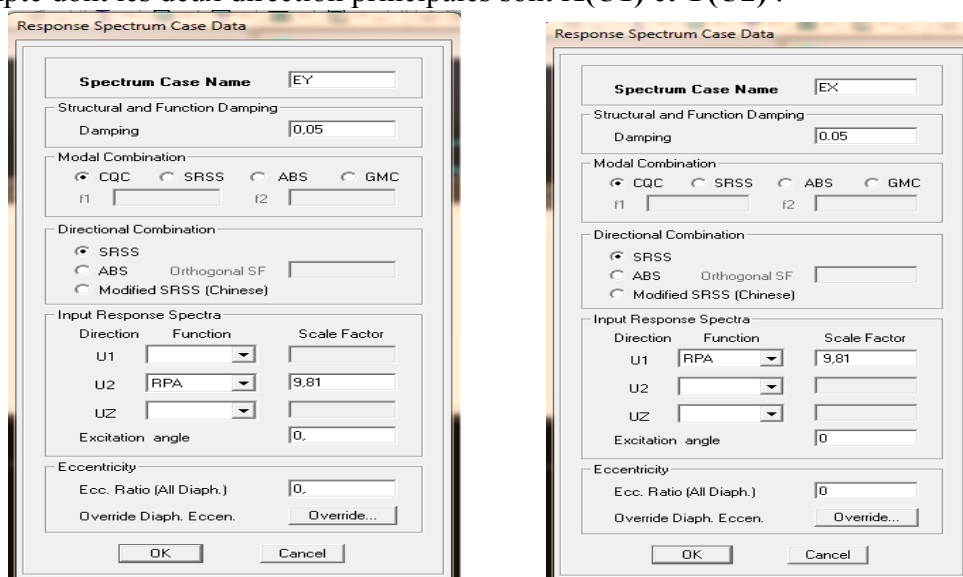 dont les deux direction principales sont
Response Spectrum Case Data
Spectrum Case Name EY
Structural and Function Damping
Damping 0,05
Modal Combination
CQC SRSS ABS GMC
f1 f2
Directional Combination
SRSS
ABS Orthogonal SF
Modified SRSS (Chinese)
Input Response Spectra
Direction Function Scale Factor
U1
U2 RPA 9,81
UZ
Excitation angle 0,
Eccentricity
Ecc. Ratio (All Diaph.) 0,
Override Diaph. Eccen. Override...
OK Cancel
Response Spectrum Case Data
Spectrum Case Name EX
Structural and Function Damping
Damping 0.05
Modal Combination
CQC SRSS ABS GMC
f1 f2
Directional Combination
SRSS
ABS Orthogonal SF
Modified SRSS (Chinese)
Input Response Spectra
Direction Function Scale Factor
U1 RPA 9,81
U2
UZ
Excitation angle 0
Eccentricity
Ecc. Ratio (All Diaph.) 0
Override Diaph. Eccen. Override...
OK Cancel